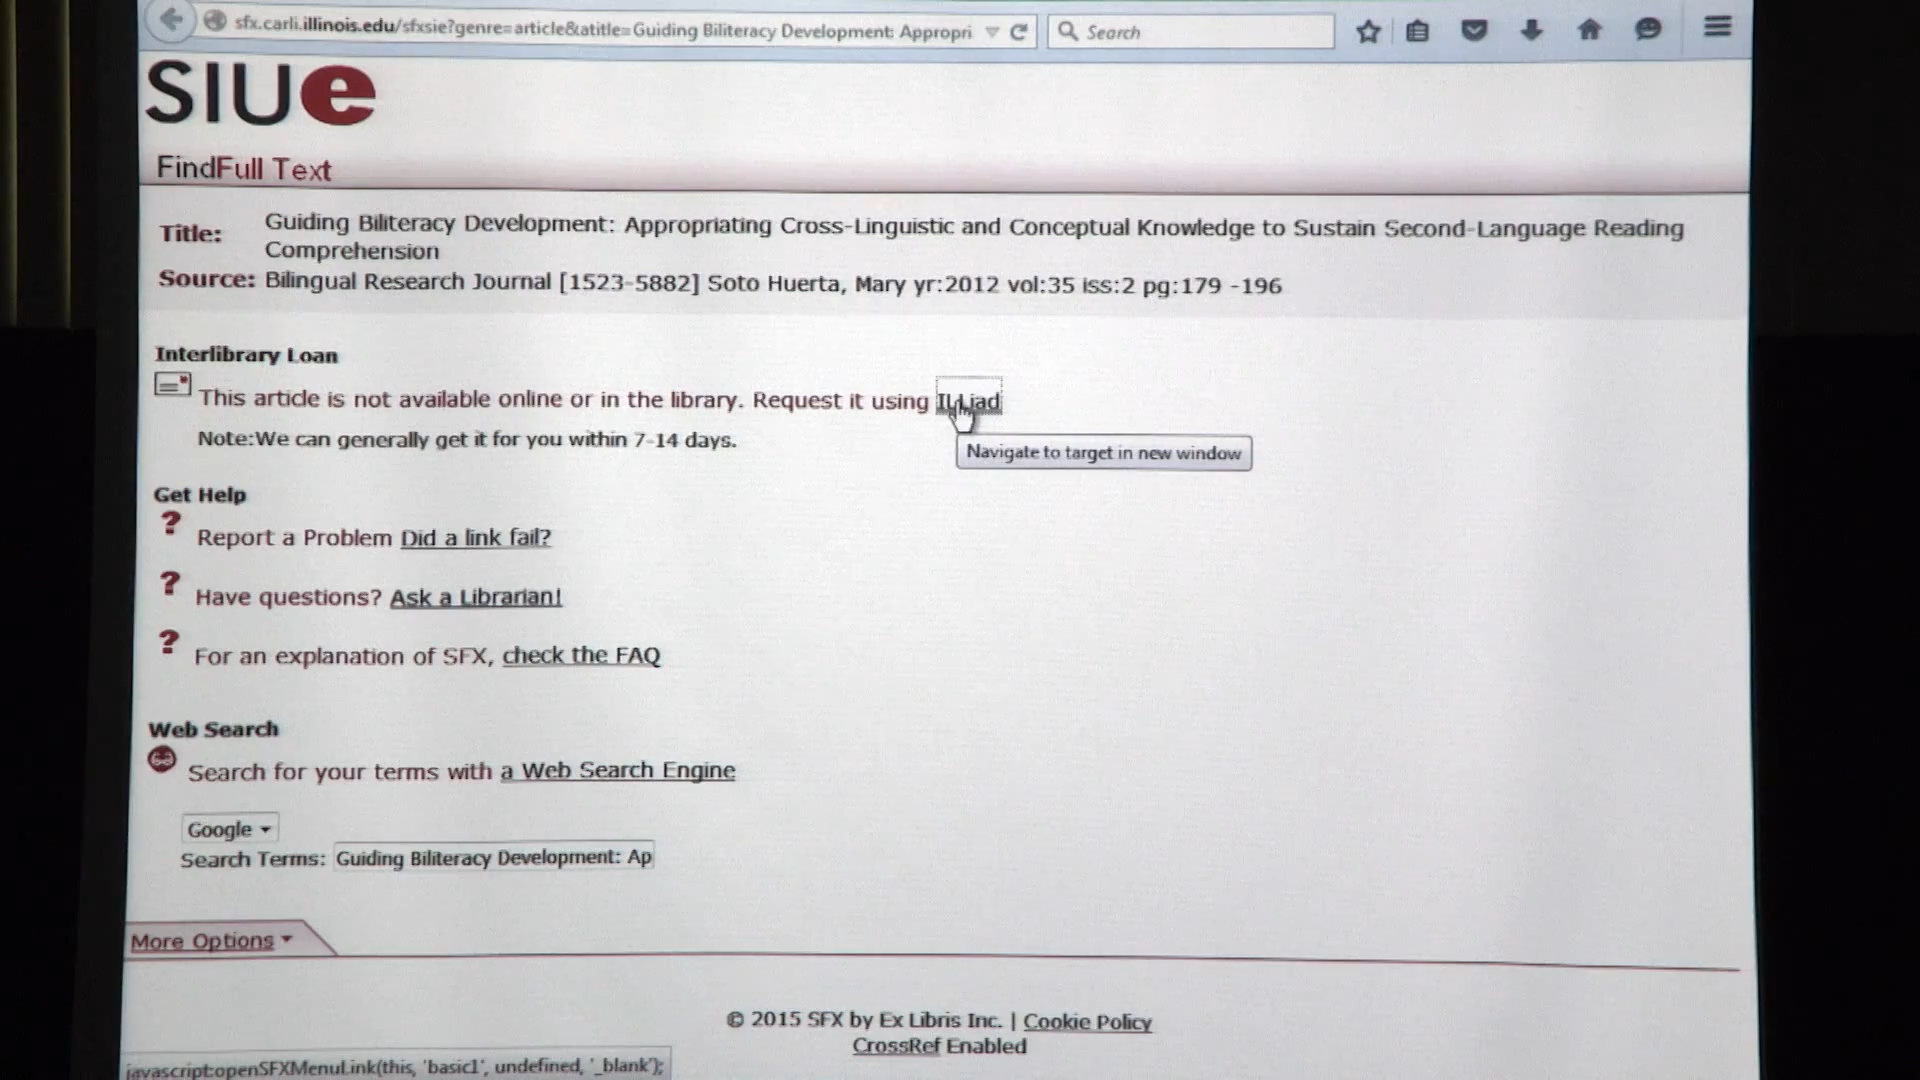 sfx.carli.illinois.edu/sfxsie?genre=article&atitle=Guiding Biliteracy Development: Appropri
Search
SIUe
FindFull Text
Title: Guiding Biliteracy Development: Appropriating Cross-Linguistic and Conceptual Knowledge to Sustain Second-Language Reading
Comprehension
Source: Bilingual Research Journal [1523-5882] Soto Huerta, Mary yr:2012 vol:35 iss:2 pg:179 -196
Interlibrary Loan
This article is not available online or in the library. Request it using ILLiad
Note:We can generally get it for you within 7-14 days.
Navigate to target in new window
Get Help
? Report a Problem Did a link fail?
? Have questions? Ask a Librarian!
? For an explanation of SFX, check the FAQ
Web Search
Search for your terms with a Web Search Engine
Google
Search Terms: Guiding Biliteracy Development: Ap
More Options
© 2015 SFX by Ex Libris Inc. | Cookie Policy
CrossRef Enabled
javascript:openSFXMenuLink(this, 'basic1', undefined, '_blank');